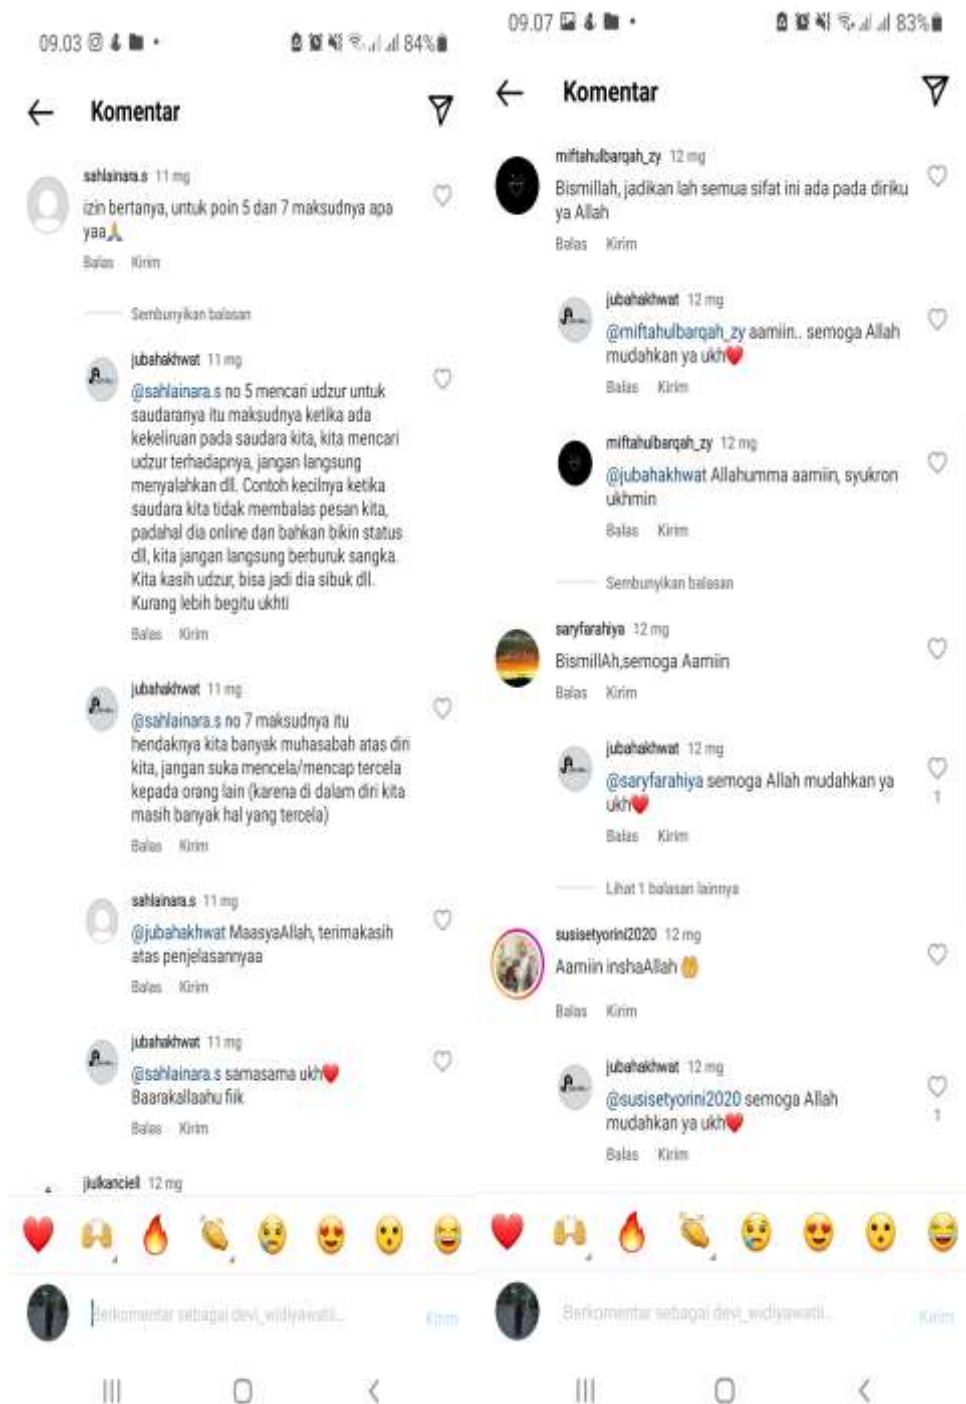 09.03
84%
Komentar
sahlainara.s 11 mg
izin bertanya, untuk poin 5 dan 7 maksudnya apa
yaa🙏
Balas Kirim
Sembunyikan balasan
jubahakhwat 11 mg
@sahlainara.s no 5 mencari udzur untuk
saudaranya itu maksudnya ketika ada
kekeliruan pada saudara kita, kita mencari
udzur terhadapnya, jangan langsung
menyalahkan dll. Contoh kecilnya ketika
saudara kita tidak membalas pesan kita,
padahal dia online dan bahkan bikin status
dll, kita jangan langsung berburuk sangka.
Kita kasih udzur, bisa jadi dia sibuk dll.
Kurang lebih begitu ukhti
Balas Kirim
jubahakhwat 11 mg
@sahlainara.s no 7 maksudnya itu
hendaknya kita banyak muhasabah atas diri
kita, jangan suka mencela/mencap tercela
kepada orang lain (karena di dalam diri kita
masih banyak hal yang tercela)
Balas Kirim
sahlainara.s 11 mg
@jubahakhwat MaasyaAllah, terimakasih
atas penjelasannyaa
Balas Kirim
jubahakhwat 11 mg
@sahlainara.s samasama ukh❤️
Baarakallaahu fiik
Balas Kirim
jiulkanciell 12 mg
Berkomentar sebagai devi_widiyawatii...
Kirim
09.07
83%
Komentar
miftahulbarqah_zy 12 mg
Bismillah, jadikan lah semua sifat ini ada pada diriku
ya Allah
Balas Kirim
jubahakhwat 12 mg
@miftahulbarqah_zy aamiin.. semoga Allah
mudahkan ya ukh❤️
Balas Kirim
miftahulbarqah_zy 12 mg
@jubahakhwat Allahumma aamiin, syukron
ukhmin
Balas Kirim
Sembunyikan balasan
saryfarahiya 12 mg
BismillAh,semoga Aamiin
Balas Kirim
jubahakhwat 12 mg
@saryfarahiya semoga Allah mudahkan ya
ukh❤️
1
Balas Kirim
Lihat 1 balasan lainnya
susisetyorini2020 12 mg
Aamiin inshaAllah 🤲
Balas Kirim
jubahakhwat 12 mg
@susisetyorini2020 semoga Allah
mudahkan ya ukh❤️
1
Balas Kirim
Berkomentar sebagai devi_widiyawatii...
Kirim